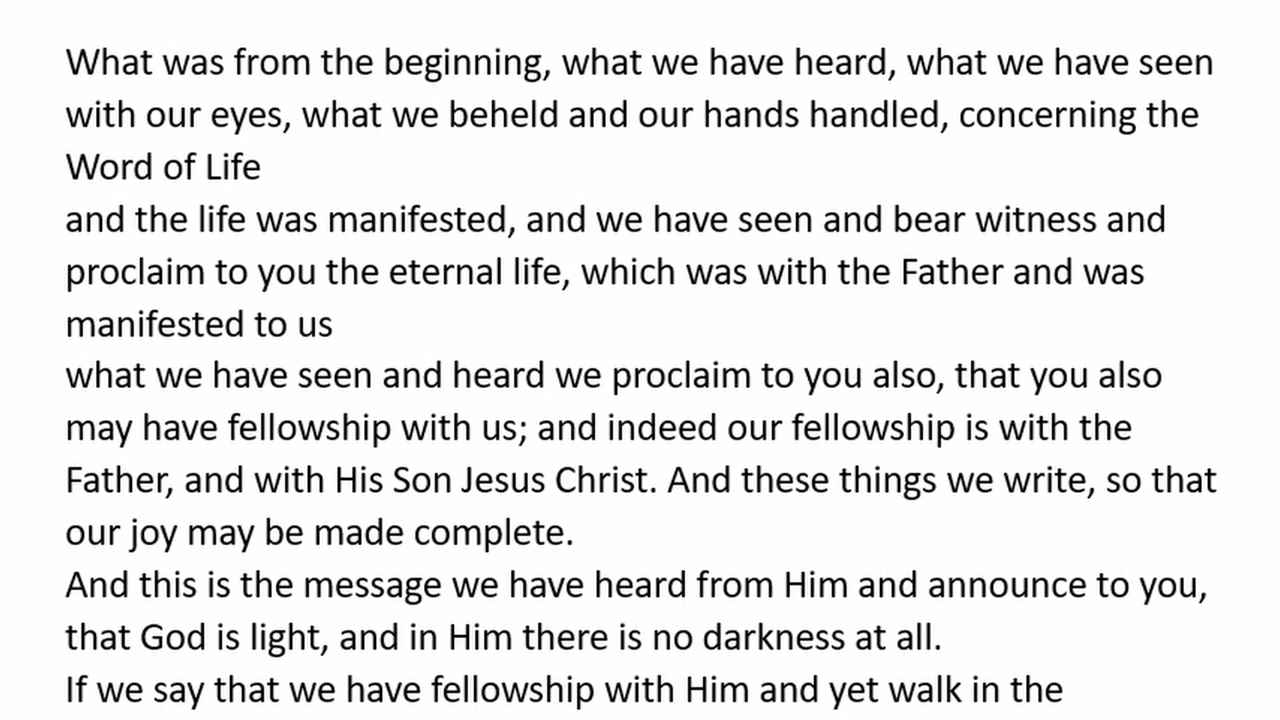 What was from the beginning, what we have heard, what we have seen
with our eyes, what we beheld and our hands handled, concerning the
Word of Life
and the life was manifested, and we have seen and bear witness and
proclaim to you the eternal life, which was with the Father and was
manifested to us
what we have seen and heard we proclaim to you also, that you also
may have fellowship with us; and indeed our fellowship is with the
Father, and with His Son Jesus Christ. And these things we write, so that
our joy may be made complete.
And this is the message we have heard from Him and announce to you,
that God is light, and in Him there is no darkness at all.
If we say that we have fellowship with Him and yet walk in the